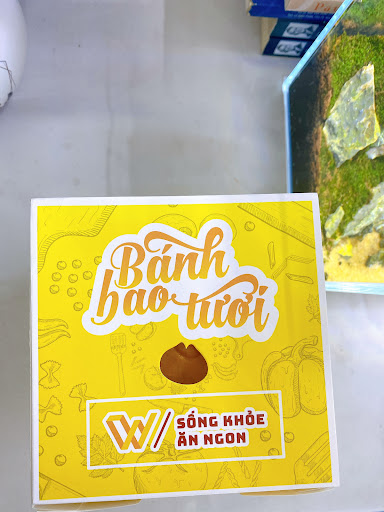 Bánh
bao tươi
W/ SỐNG KHỎE
ĂN NGON